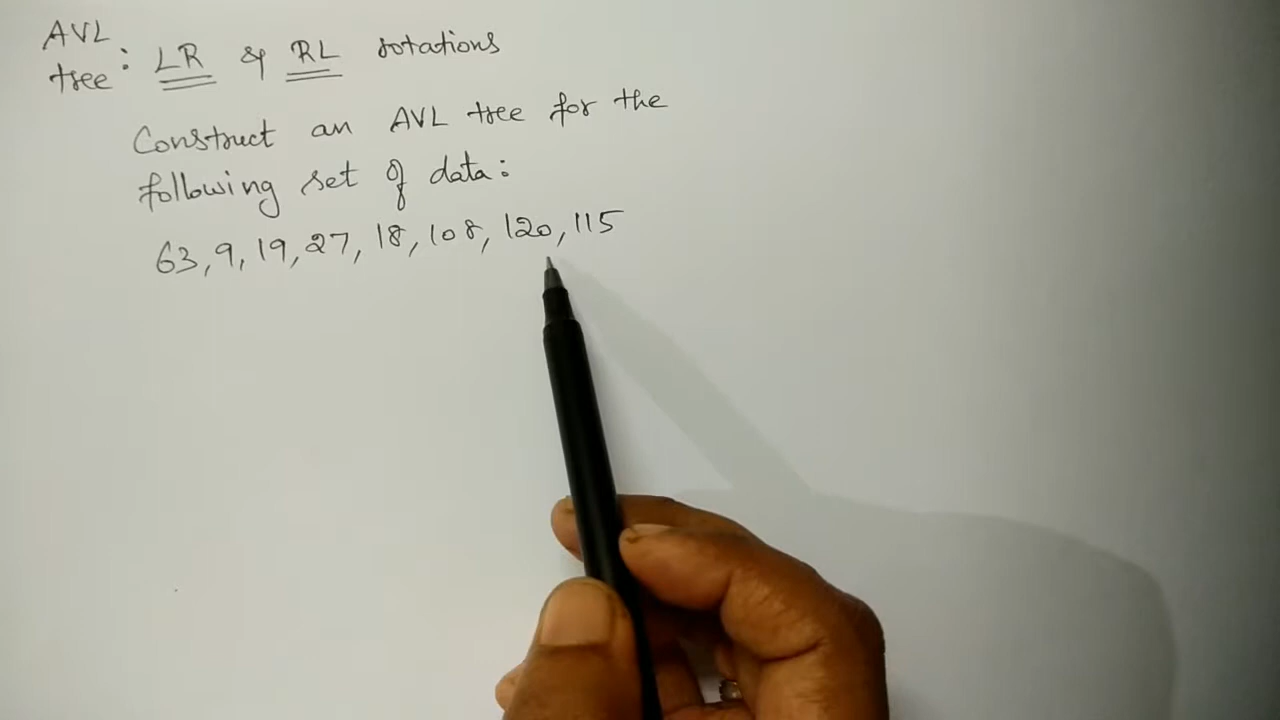 AVL tree: LR & RL rotations
Construct an AVL tree for the
following set of data:
63, 9, 19, 27, 18, 108, 120, 115